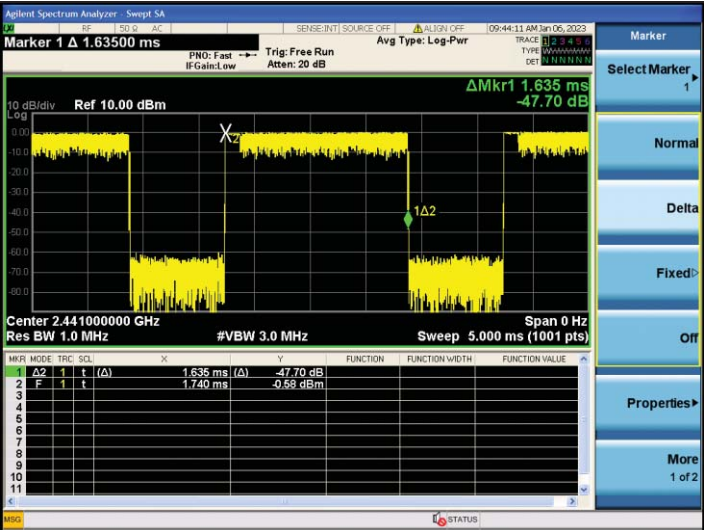 Agilent Spectrum Analyzer - Swept SA
RF 50 Ω AC SENSE:INT SOURCE OFF ALIGN OFF 09:44:11 AM Jan 06, 2023
Marker 1 Δ 1.63500 ms
PNO: Fast
IFGain:Low
Trig: Free Run
Atten: 20 dB
Avg Type: Log-Pwr
TRACE 1 2 3 4 5 6
TYPE
DET N N N N N N
ΔMkr1 1.635 ms
-47.70 dB
10 dB/div Ref 10.00 dBm
Log
0.00
-10.0
-20.0
-30.0
-40.0
-50.0
-60.0
-70.0
-80.0
X2
1Δ2
Center 2.441000000 GHz Span 0 Hz
Res BW 1.0 MHz #VBW 3.0 MHz Sweep 5.000 ms (1001 pts)
MKR MODE TRC SCL X Y FUNCTION FUNCTION WIDTH FUNCTION VALUE
1 Δ2 1 t (Δ) 1.635 ms (Δ) -47.70 dB
2 F 1 t 1.740 ms -0.58 dBm
3
4
5
6
7
8
9
10
11
MSG STATUS
Marker
Select Marker
1
Normal
Delta
Fixed
Off
Properties
More
1 of 2